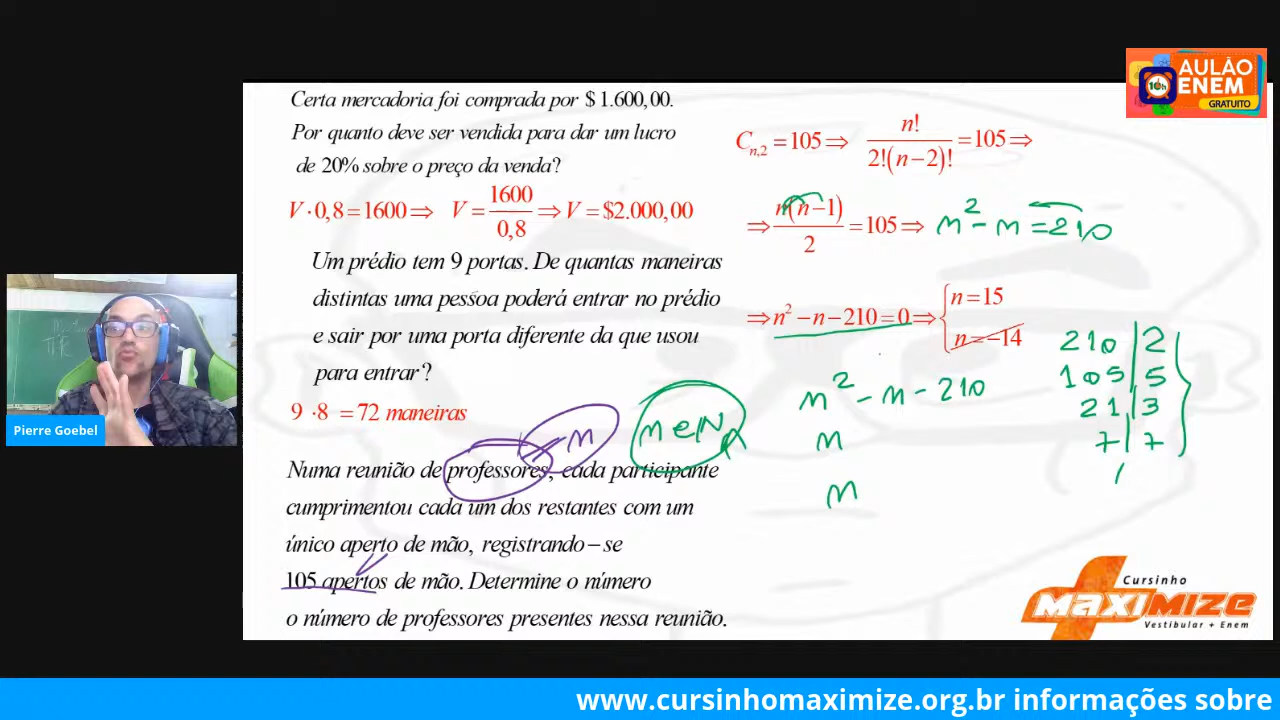 AULÃO
ENEM
10h
GRATUITO
Certa mercadoria foi comprada por $ 1.600,00.
Por quanto deve ser vendida para dar um lucro
de 20% sobre o preço da venda?
V · 0,8 = 1600 ⇒ V = 1600/0,8 ⇒ V = $2.000,00
Um prédio tem 9 portas. De quantas maneiras
distintas uma pessoa poderá entrar no prédio
e sair por uma porta diferente da que usou
para entrar?
9 · 8 = 72 maneiras
n
n ∈ N
Numa reunião de professores, cada participante
cumprimentou cada um dos restantes com um
único aperto de mão, registrando – se
105 apertos de mão. Determine o número
o número de professores presentes nessa reunião.
C n,2 = 105 ⇒ n!/2!(n – 2)! = 105 ⇒
⇒ n(n – 1)/2 = 105 ⇒ n² - n = 210
⇒ n² – n – 210 = 0 ⇒ { n = 15
n = –14
n² - n - 210
n
n
210 | 2
105 | 5
21 | 3
7 | 7
Pierre Goebel
Cursinho
MAXIMIZE
Vestibular + Enem
www.cursinhomaximize.org.br informações sobre